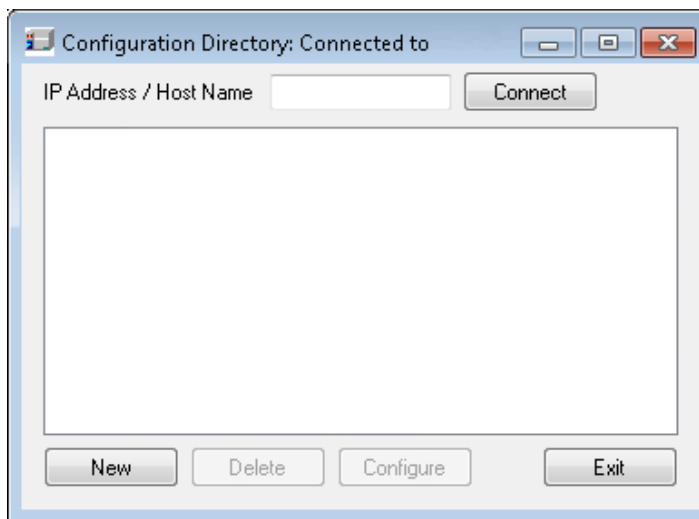 Configuration Directory: Connected to
IP Address / Host Name Connect
New Delete Configure Exit